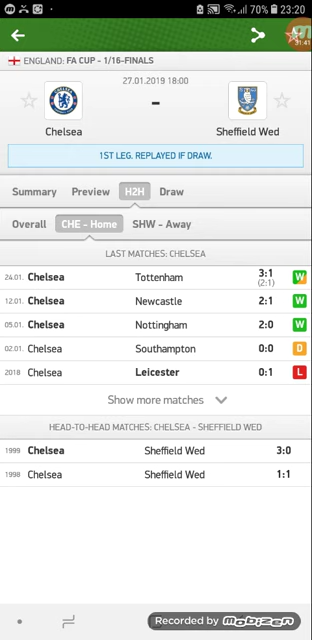 70% 23:20
31:41
ENGLAND: FA CUP - 1/16-FINALS
27.01.2019 18:00
-
Chelsea Sheffield Wed
1ST LEG. REPLAYED IF DRAW.
Summary Preview H2H Draw
Overall CHE - Home SHW - Away
LAST MATCHES: CHELSEA
24.01. Chelsea Tottenham 3:1 (2:1) W
12.01. Chelsea Newcastle 2:1 W
05.01. Chelsea Nottingham 2:0 W
02.01. Chelsea Southampton 0:0 D
2018 Chelsea Leicester 0:1 L
Show more matches
HEAD-TO-HEAD MATCHES: CHELSEA - SHEFFIELD WED
1999 Chelsea Sheffield Wed 3:0
1998 Chelsea Sheffield Wed 1:1
Recorded by Mobizen